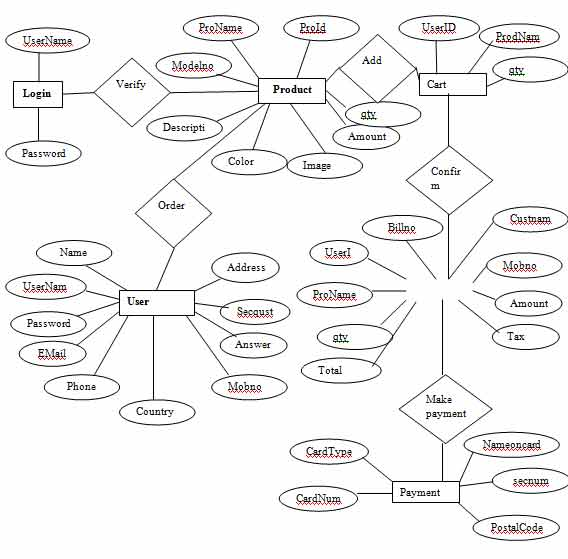 ProName
ProId
UserID
ProdNam
UserName
Modelno
Verify
Add
qty
Login
Product
Cart
Descripti
qty
Amount
Password
Color
Image
Confir
m
Order
Billno
Custnam
Name
UserI
Address
Mobno
UserNam
ProName
Amount
User
Secqust
Password
qty
Tax
EMail
Answer
Total
Phone
Mobno
Country
Make
payment
CardType
Nameoncard
CardNum
Payment
secnum
PostalCode